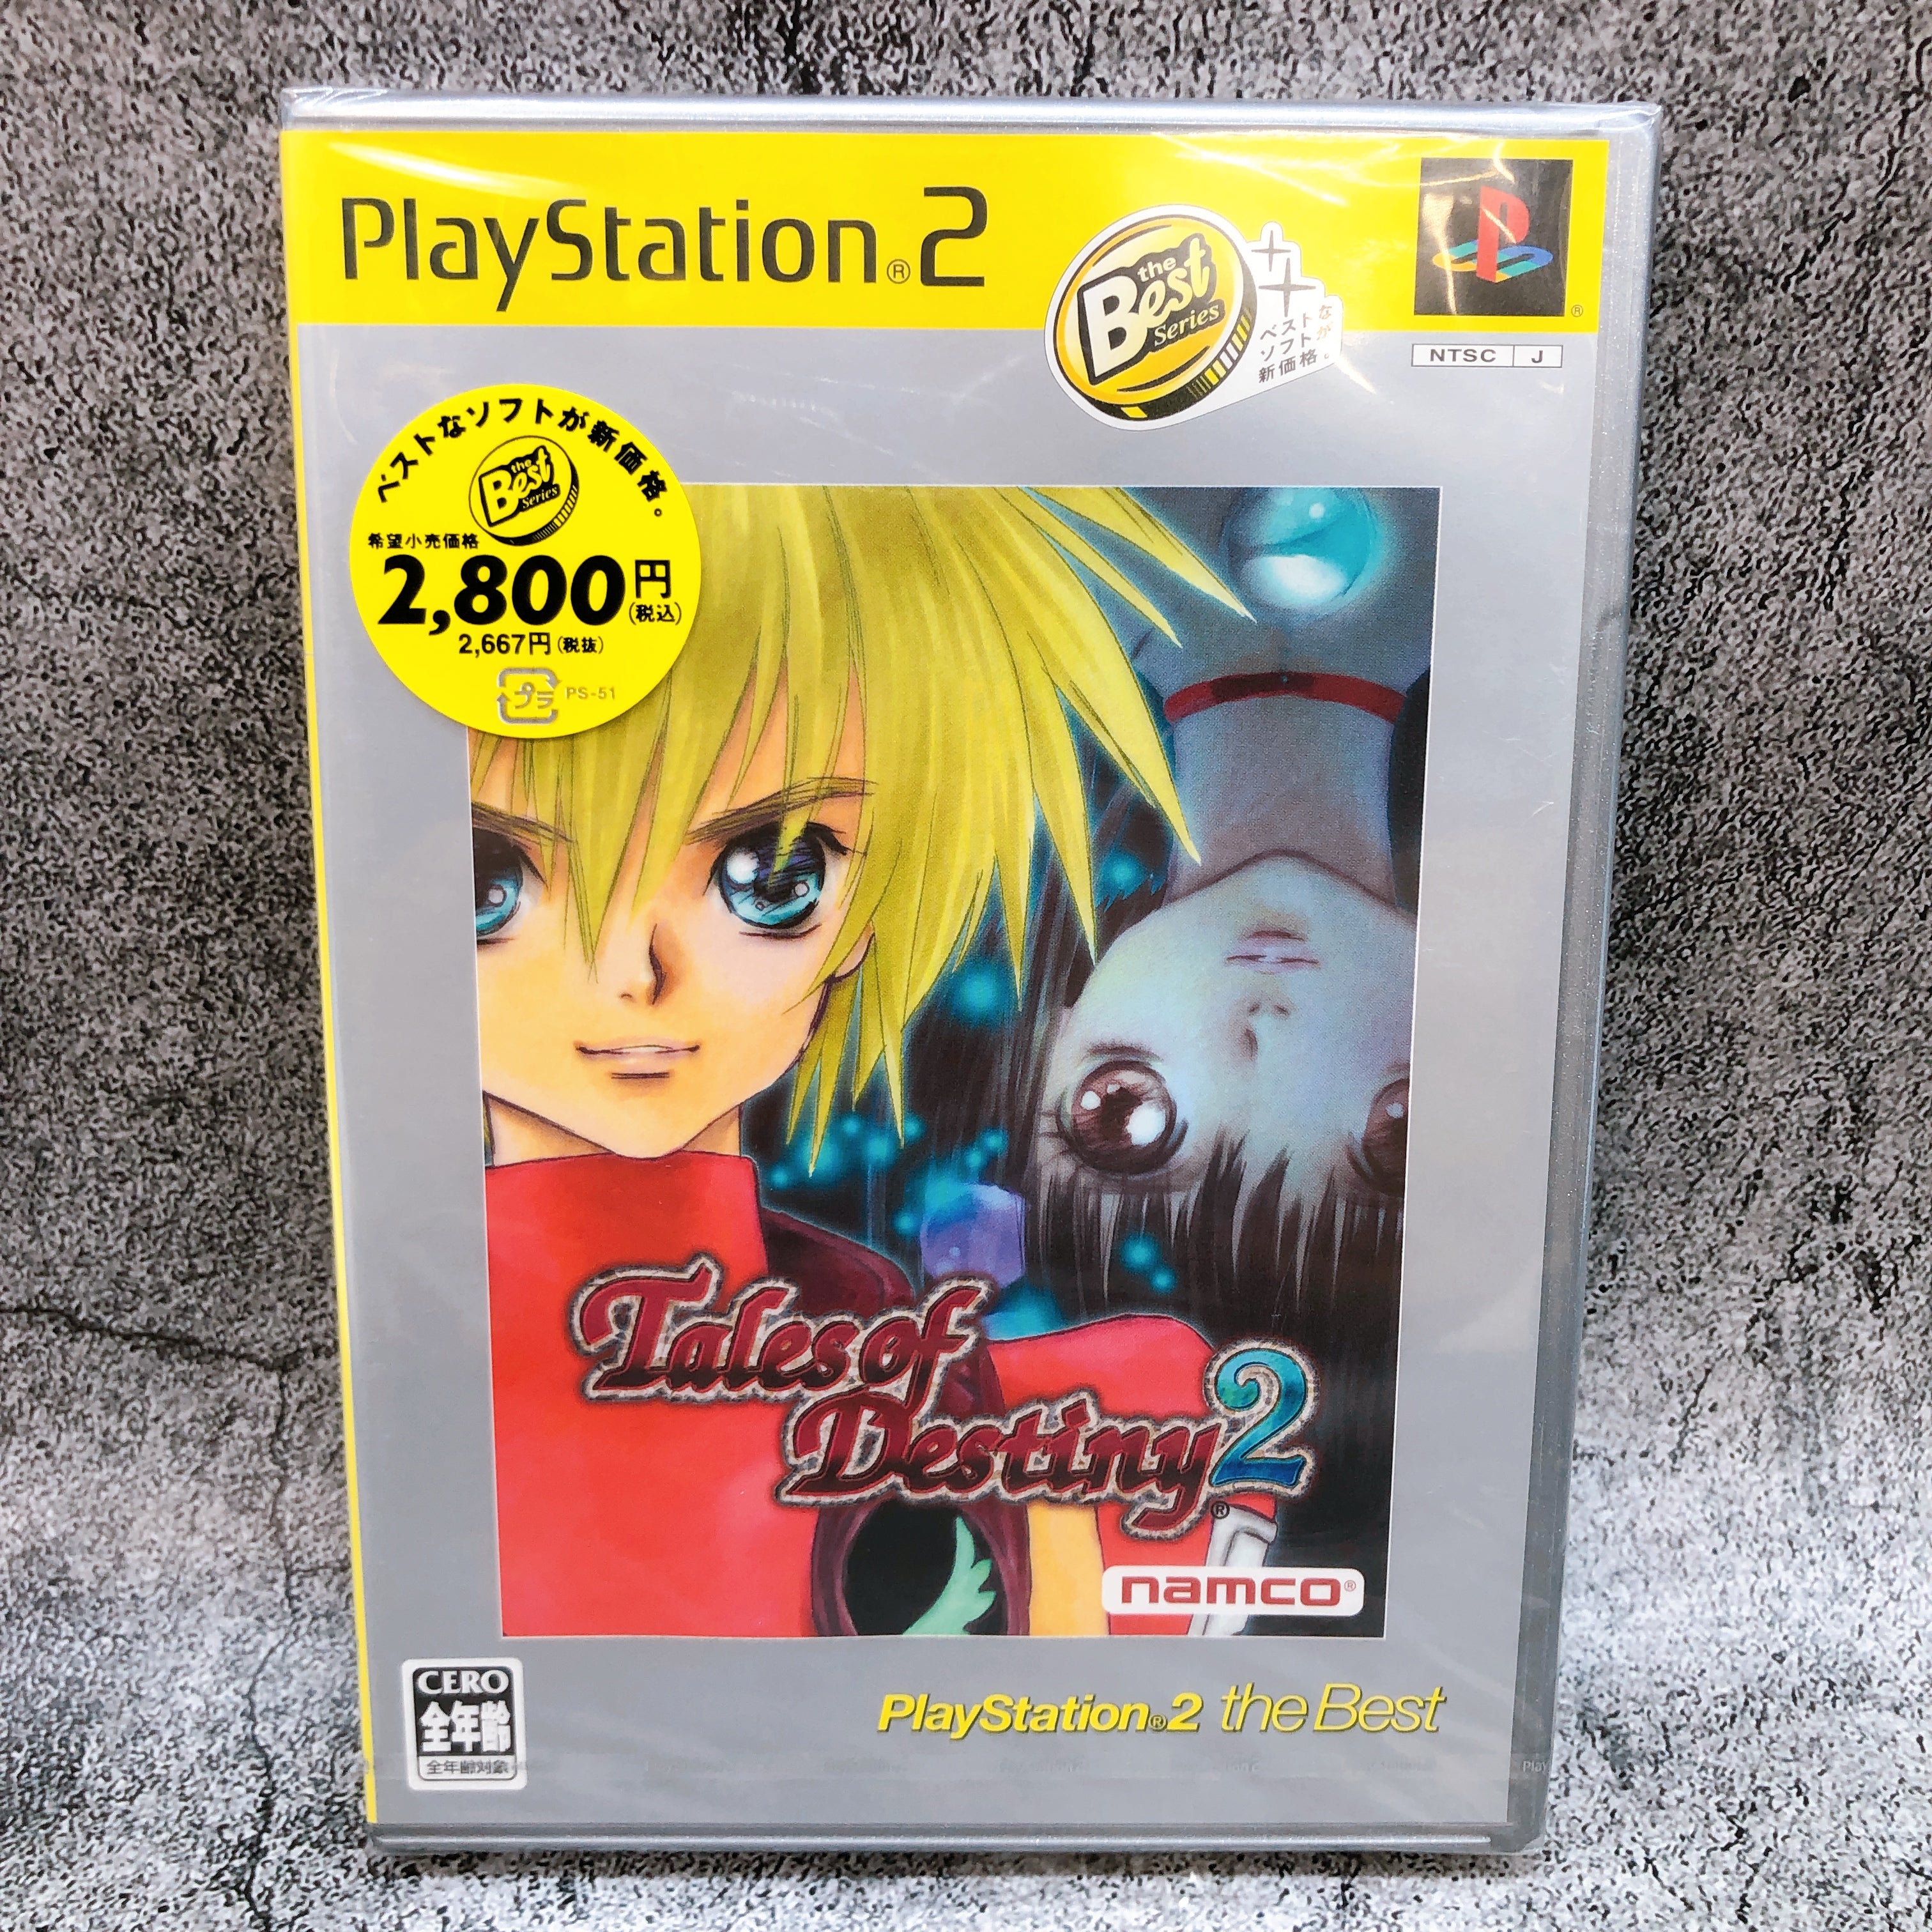 PlayStation®2
the
Best
Series
ベストな
ソフトが
新価格。
®
NTSC J
ベストなソフトが新価格。
the
Best
Series
希望小売価格
2,800円
(税込)
2,667円(税抜)
プラ PS-51
Tales of
Destiny 2
®
namco®
CERO
全年齢
全年齢対象
PlayStation®2 the Best
Play